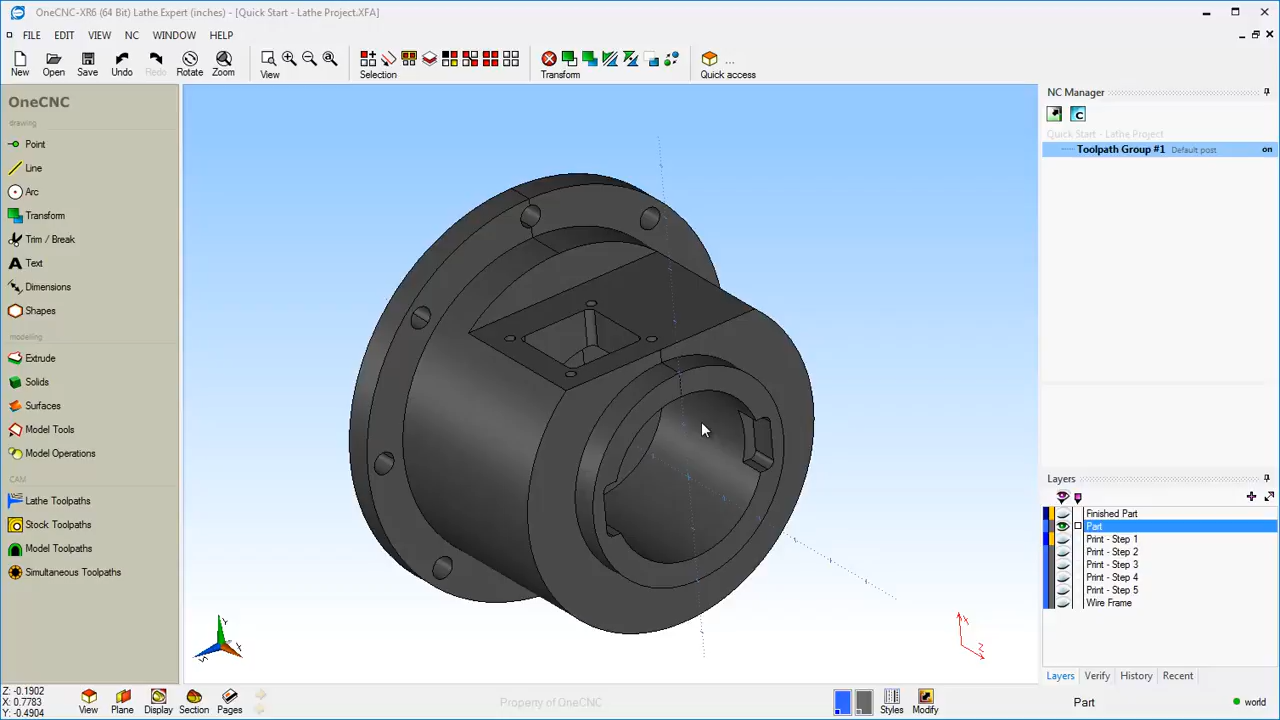 OneCNC-XR6 (64 Bit) Lathe Expert (inches) - [Quick Start - Lathe Project.XFA]
FILE EDIT VIEW NC WINDOW HELP
New Open Save Undo Redo Rotate Zoom View Selection Transform Quick access
...
OneCNC
drawing
Point
Line
Arc
Transform
Trim / Break
Text
Dimensions
Shapes
modelling
Extrude
Solids
Surfaces
Model Tools
Model Operations
CAM
Lathe Toolpaths
Stock Toolpaths
Model Toolpaths
Simultaneous Toolpaths
NC Manager
Quick Start - Lathe Project
Toolpath Group #1 Default post on
Layers
Finished Part
Part
Print - Step 1
Print - Step 2
Print - Step 3
Print - Step 4
Print - Step 5
Wire Frame
Layers Verify History Recent
X
Z
Z: -0.1902
X: 0.7783
Y: -0.4904
View Plane Display Section Pages
Property of OneCNC
Styles Modify
Part
world